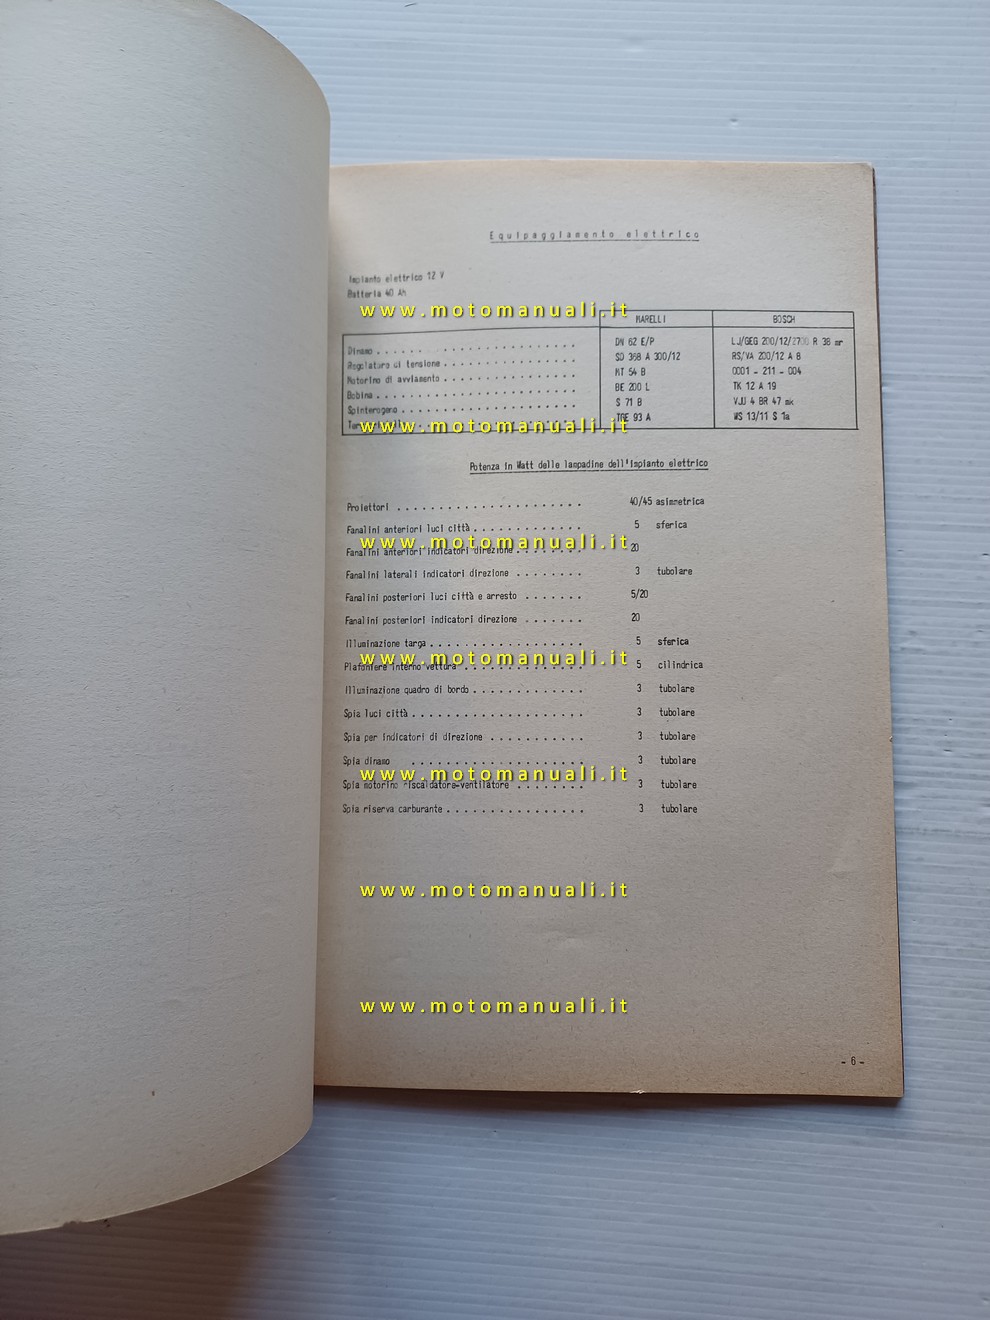 Equipaggiamento elettrico
Impianto elettrico 12 V
Batteria 40 Ah
www.motomanuali.it
MARELLI BOSCH
Dinamo . . . . . . . . . . . . . . . . . . . . DN 62 E/P LJ/GEG 200/12/2700 R 38 mr
Regolatore di tensione . . . . . . . . . . . . . . SD 368 A 300/12 RS/VA 200/12 A 8
Motorino di avviamento . . . . . . . . . . . . . . MT 54 B 0001 - 211 - 004
Bobina . . . . . . . . . . . . . . . . . . . . BE 200 L TK 12 A 19
Spinterogeno . . . . . . . . . . . . . . . . . . S 71 B VJU 4 BR 47 mk
TRE 93 A WS 13/11 S 1a
www.motomanuali.it
Potenza in Watt delle lampadine dell'impianto elettrico
Proiettori . . . . . . . . . . . . . . . . . . . . . . 40/45 asimmetrica
Fanalini anteriori luci città . . . . . . . . . . . . . 5 sferica
www.motomanuali.it
Fanalini anteriori indicatori direzione . . . . . . . . 20
Fanalini laterali indicatori direzione . . . . . . . . 3 tubolare
Fanalini posteriori luci città e arresto . . . . . . . 5/20
Fanalini posteriori indicatori direzione . . . . . . . 20
Illuminazione targa . . . . . . . . . . . . . . . . . . 5 sferica
www.motomanuali.it
Plafoniere interno vettura . . . . . . . . . . . . . . 5 cilindrica
Illuminazione quadro di bordo . . . . . . . . . . . . . 3 tubolare
Spia luci città . . . . . . . . . . . . . . . . . . . . 3 tubolare
Spia per indicatori di direzione . . . . . . . . . . . 3 tubolare
Spia dinamo . . . . . . . . . . . . . . . . . . . . 3 tubolare
www.motomanuali.it
Spia motorino riscaldatore-ventilatore . . . . . . . . 3 tubolare
Spia riserva carburante . . . . . . . . . . . . . . . . 3 tubolare
www.motomanuali.it
www.motomanuali.it
- 6 -